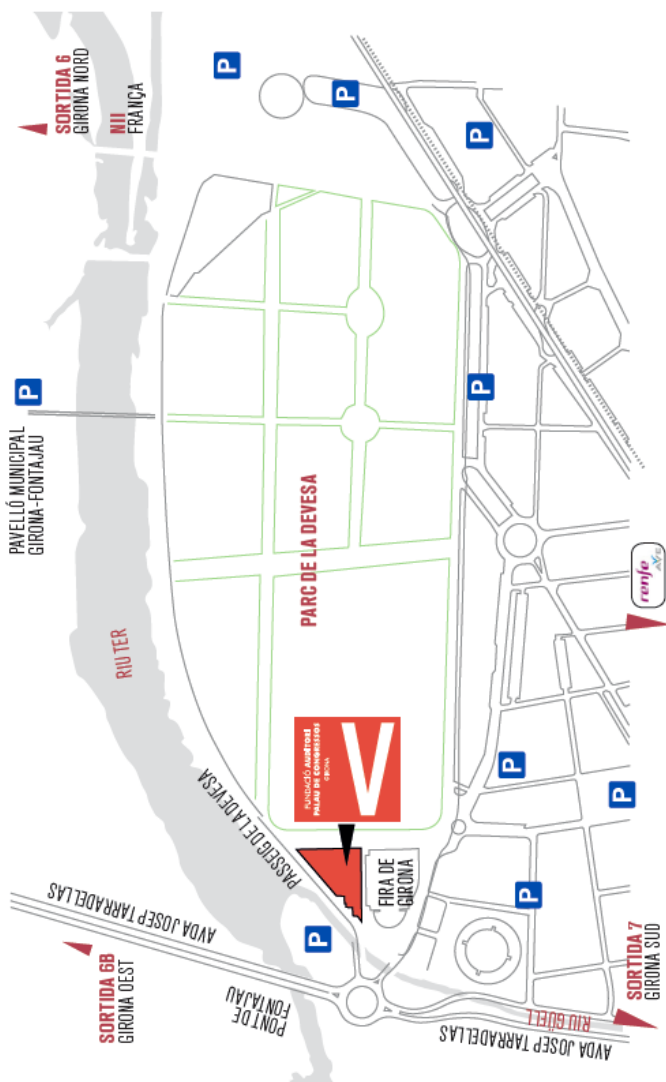 SORTIDA 6
GIRONA NORD
NII
FRANÇA
P
P
P
P
PAVELLÓ MUNICIPAL
GIRONA-FONTAJAU
P
RIU TER
PARC DE LA DEVESA
renfe
AVE
FUNDACIÓ AUDITORI
PALAU DE CONGRESSOS
GIRONA
PASSEIG DE LA DEVESA
FIRA DE
GIRONA
P
P
P
P
AVDA JOSEP TARRADELLAS
SORTIDA 6B
GIRONA OEST
PONT DE
FONTAJAU
RIU GÜELL
AVDA JOSEP TARRADELLAS
SORTIDA 7
GIRONA SUD